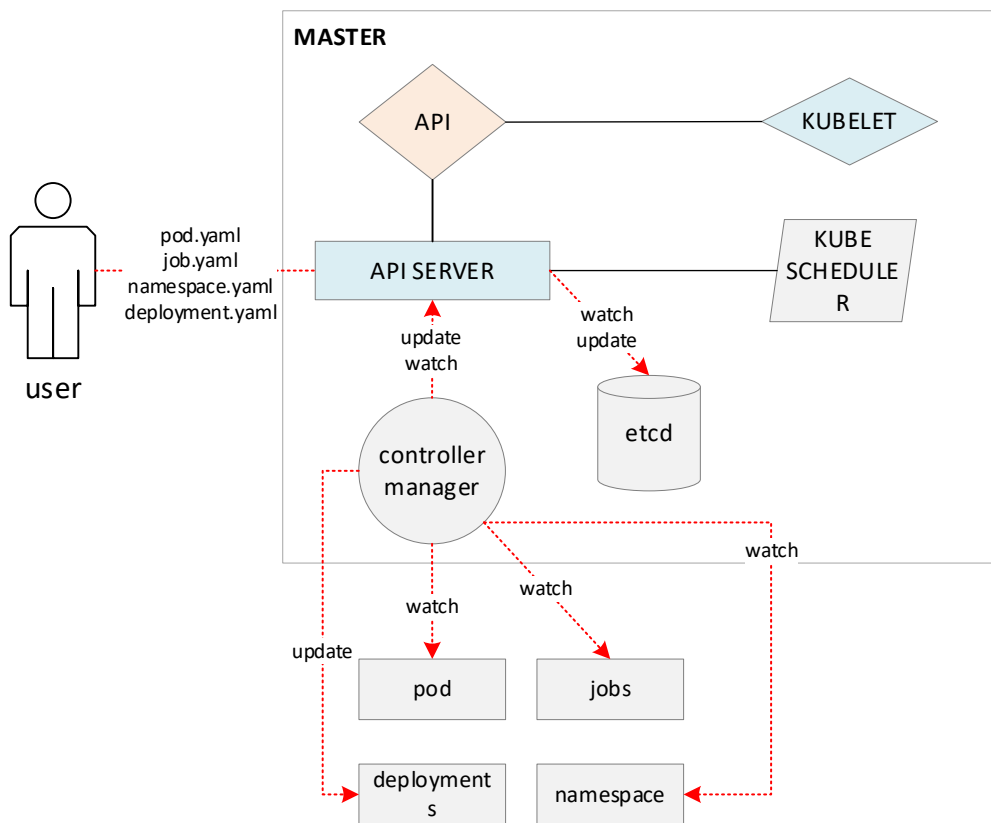 MASTER
API
KUBELET
pod.yaml
job.yaml
namespace.yaml
deployment.yaml
user
API SERVER
KUBE
SCHEDULE
R
update
watch
watch
update
etcd
controller
manager
watch
watch
watch
update
pod
jobs
deployment
s
namespace